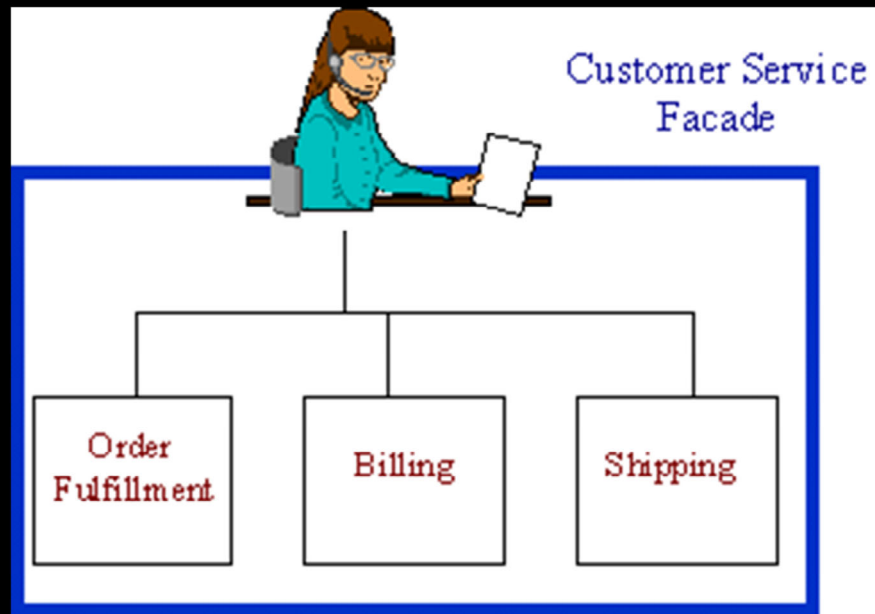 Customer Service
Facade
Order
Fulfillment
Billing
Shipping